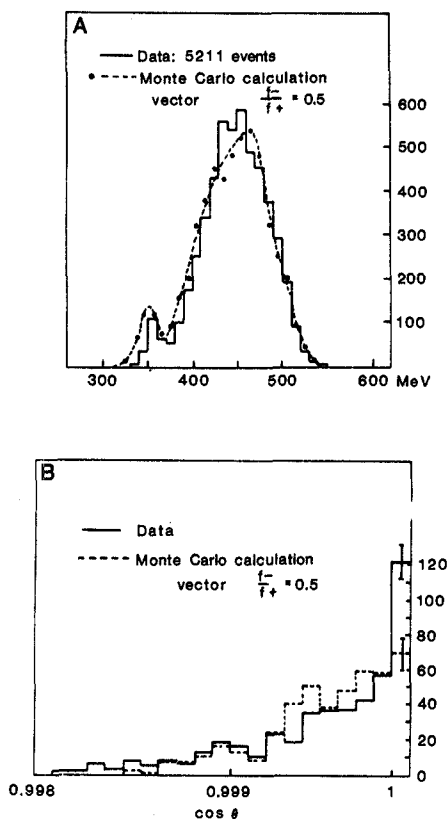 A
Data: 5211 events
Monte Carlo calculation
vector f-/f+ = 0.5
600
500
400
300
200
100
300 400 500 600 MeV
B
Data
Monte Carlo calculation
vector f-/f+ = 0.5
120
100
80
60
40
20
0
0.998 0.999 1
cos θ